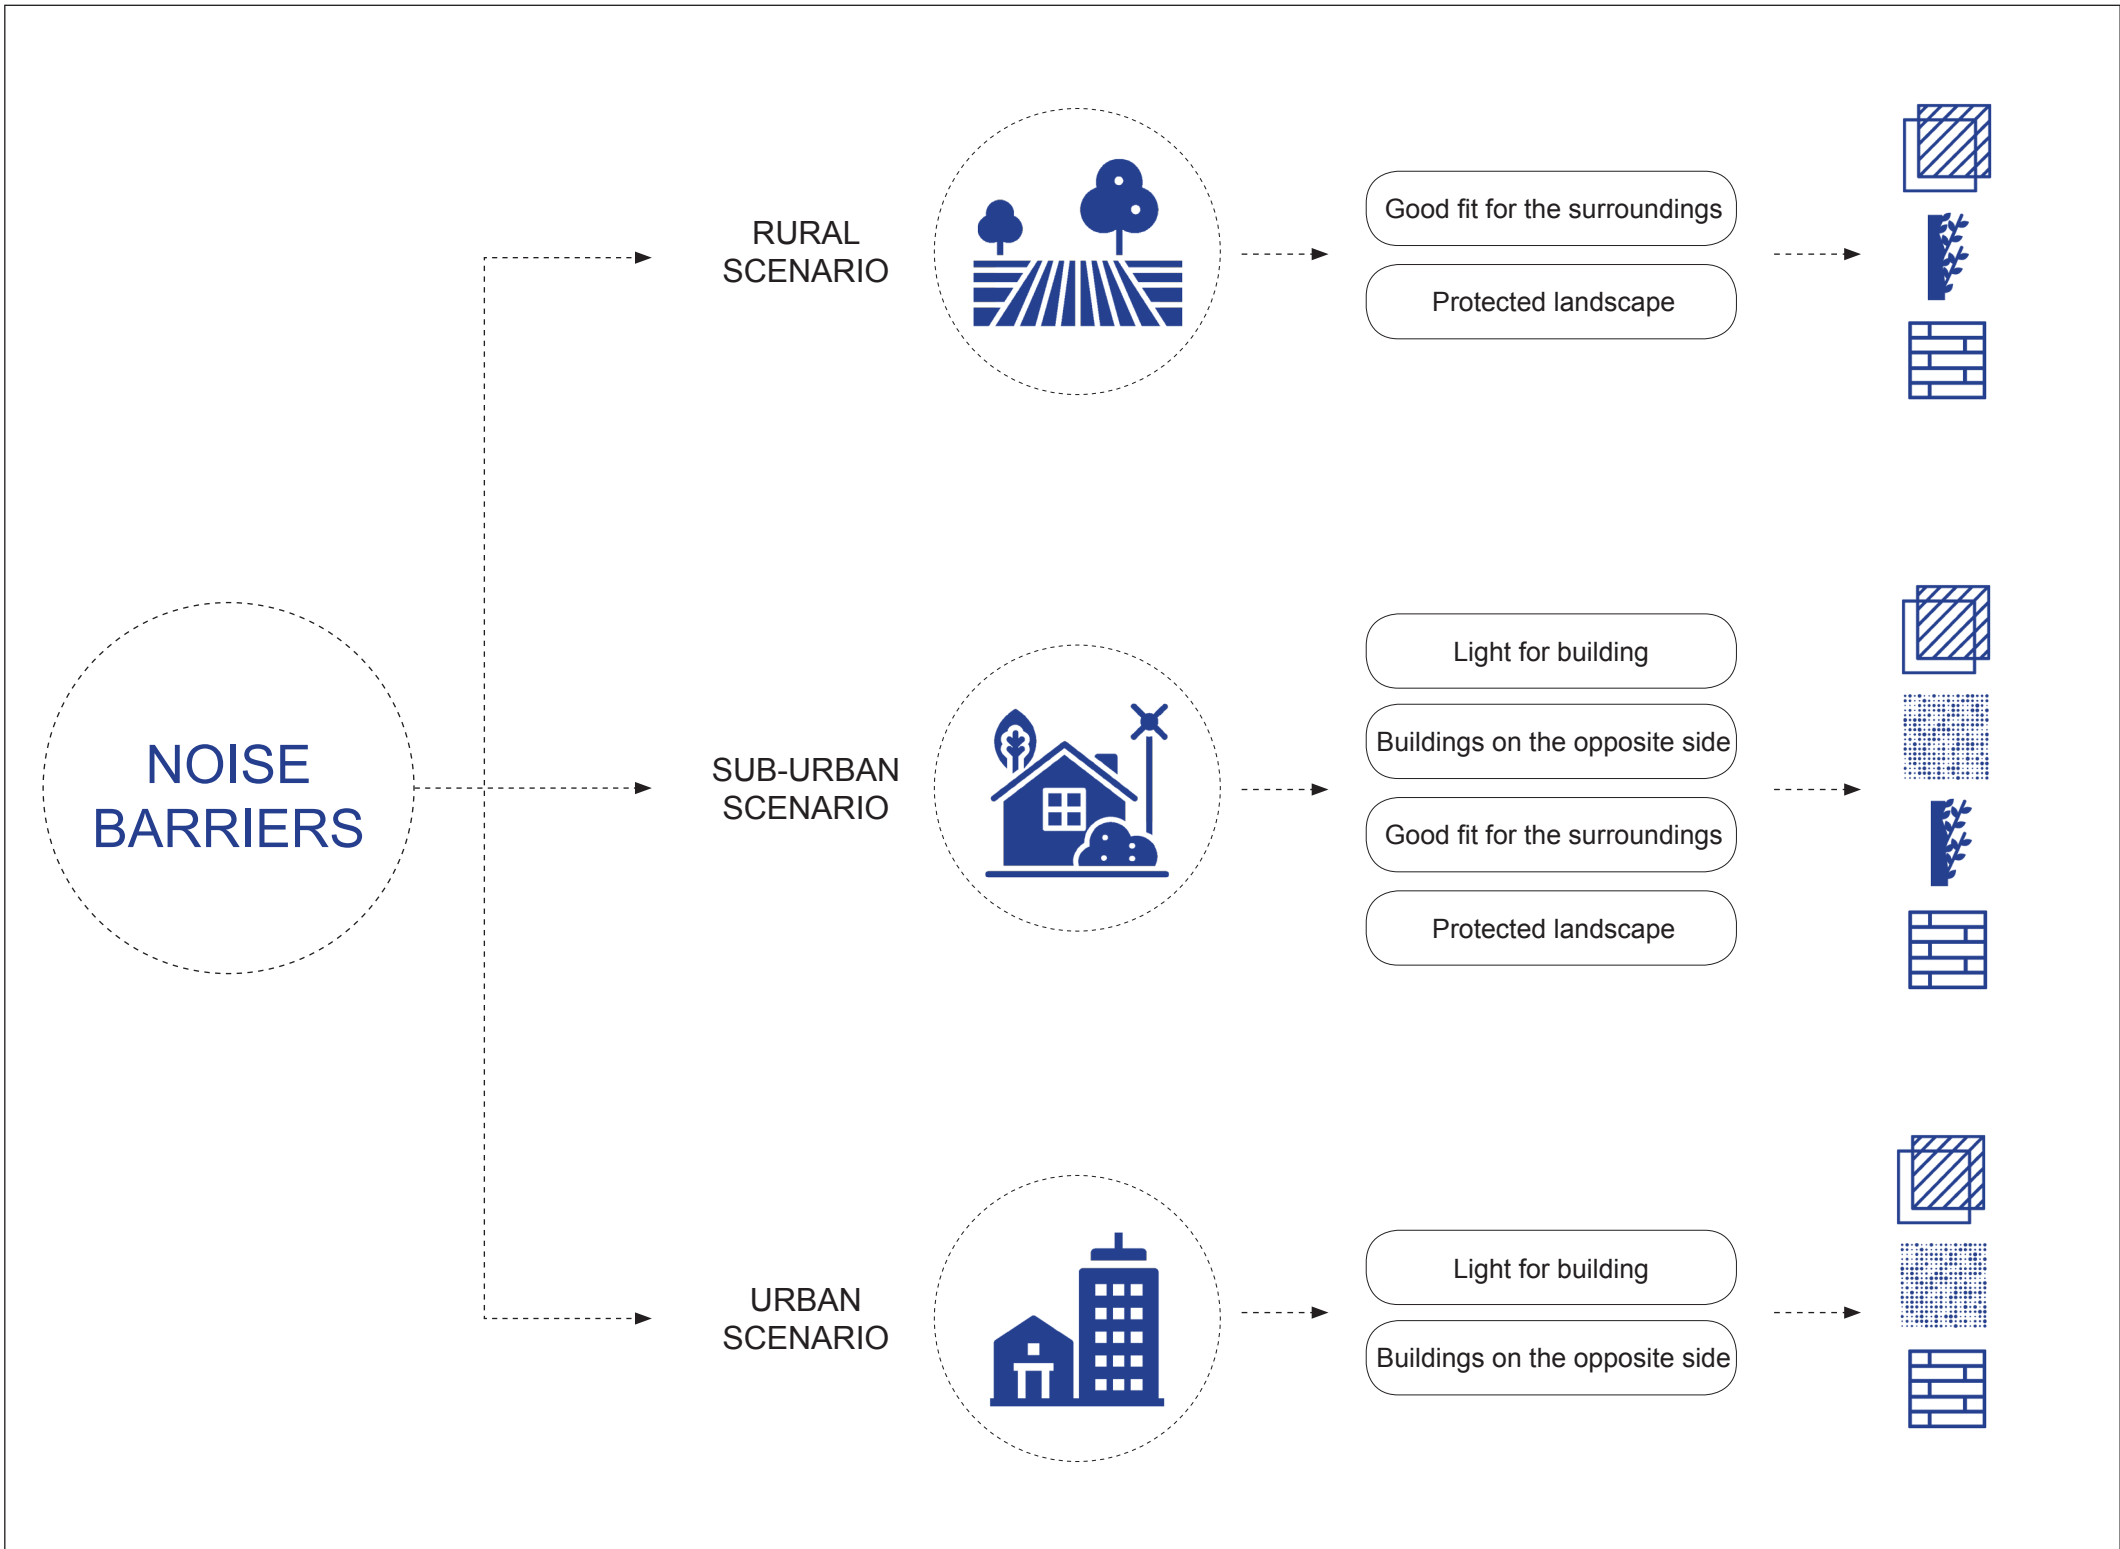 NOISE
BARRIERS
RURAL
SCENARIO
Good fit for the surroundings
Protected landscape
SUB-URBAN
SCENARIO
Light for building
Buildings on the opposite side
Good fit for the surroundings
Protected landscape
URBAN
SCENARIO
Light for building
Buildings on the opposite side